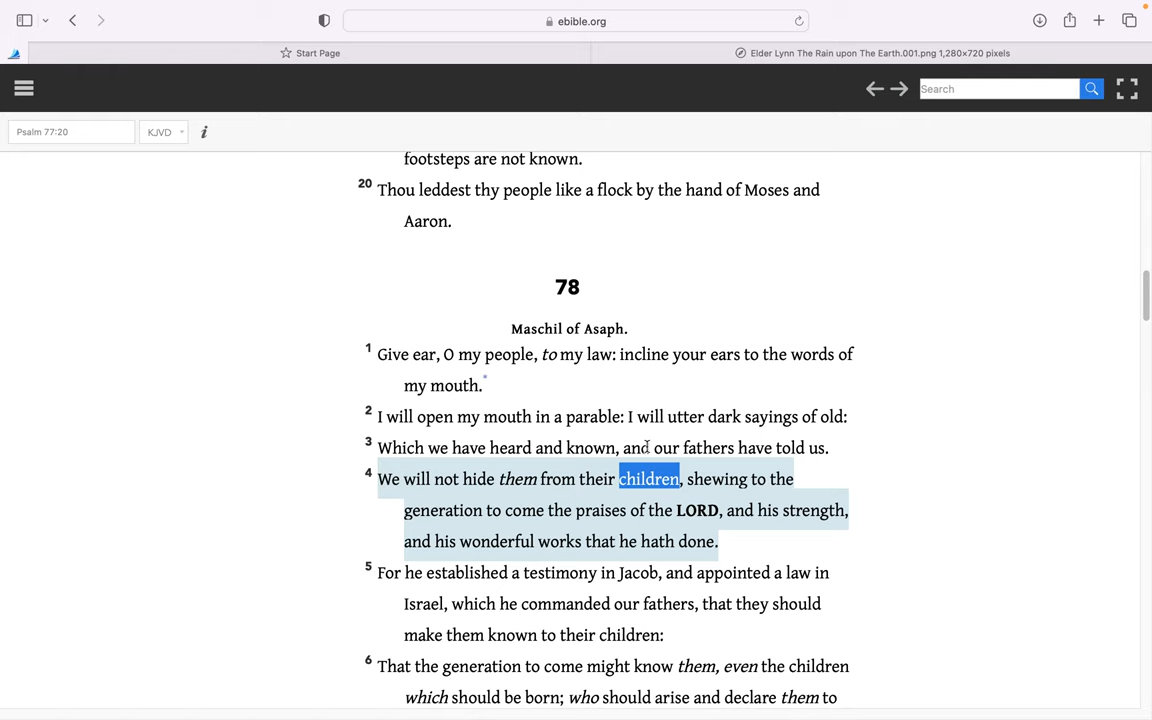 ebible.org
Start Page
Elder Lynn The Rain upon The Earth.001.png 1,280×720 pixels
Search
Psalm 77:20
KJVD
i
footsteps are not known.
20 Thou leddest thy people like a flock by the hand of Moses and
Aaron.
78
Maschil of Asaph.
1 Give ear, O my people, to my law: incline your ears to the words of
my mouth.*
2 I will open my mouth in a parable: I will utter dark sayings of old:
3 Which we have heard and known, and our fathers have told us.
4 We will not hide them from their children, shewing to the
generation to come the praises of the LORD, and his strength,
and his wonderful works that he hath done.
5 For he established a testimony in Jacob, and appointed a law in
Israel, which he commanded our fathers, that they should
make them known to their children:
6 That the generation to come might know them, even the children
which should be born; who should arise and declare them to